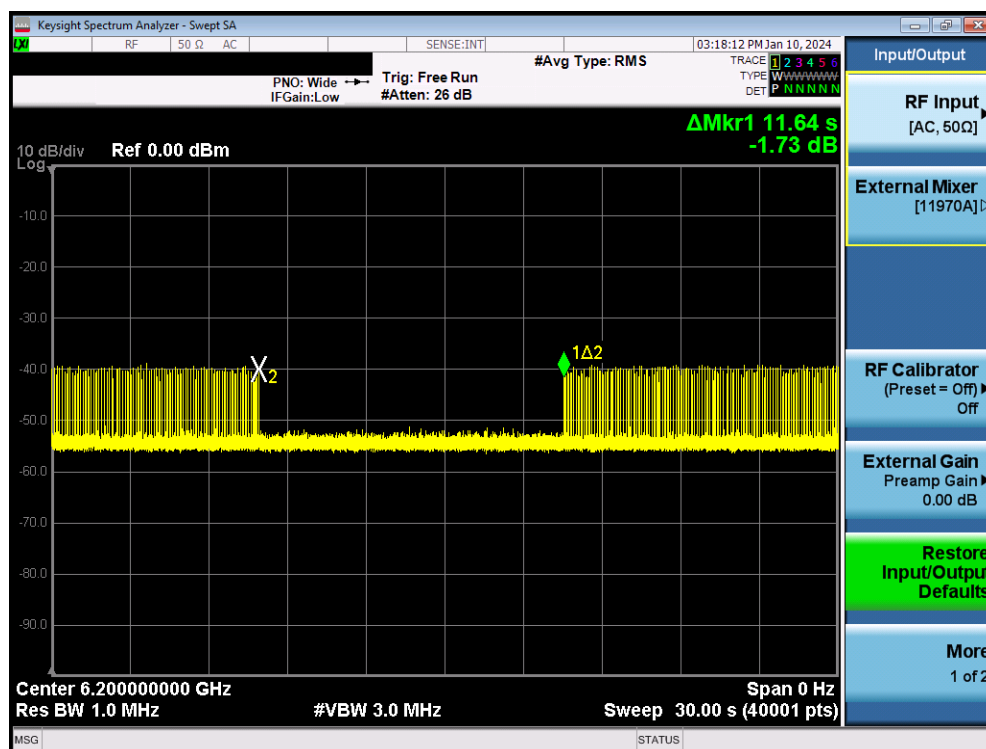 Keysight Spectrum Analyzer - Swept SA
LXI RF 50 Ω AC SENSE:INT 03:18:12 PM Jan 10, 2024
PNO: Wide
IFGain:Low
Trig: Free Run
#Atten: 26 dB
#Avg Type: RMS
TRACE 1 2 3 4 5 6
TYPE WWWWWW
DET P N N N N N
ΔMkr1 11.64 s
-1.73 dB
10 dB/div Ref 0.00 dBm
Log
-10.0
-20.0
-30.0
-40.0
-50.0
-60.0
-70.0
-80.0
-90.0
2
1Δ2
Center 6.200000000 GHz Span 0 Hz
Res BW 1.0 MHz #VBW 3.0 MHz Sweep 30.00 s (40001 pts)
MSG STATUS
Input/Output
RF Input
[AC, 50Ω]
External Mixer
[11970A]
RF Calibrator
(Preset = Off)
Off
External Gain
Preamp Gain
0.00 dB
Restore
Input/Output
Defaults
More
1 of 2